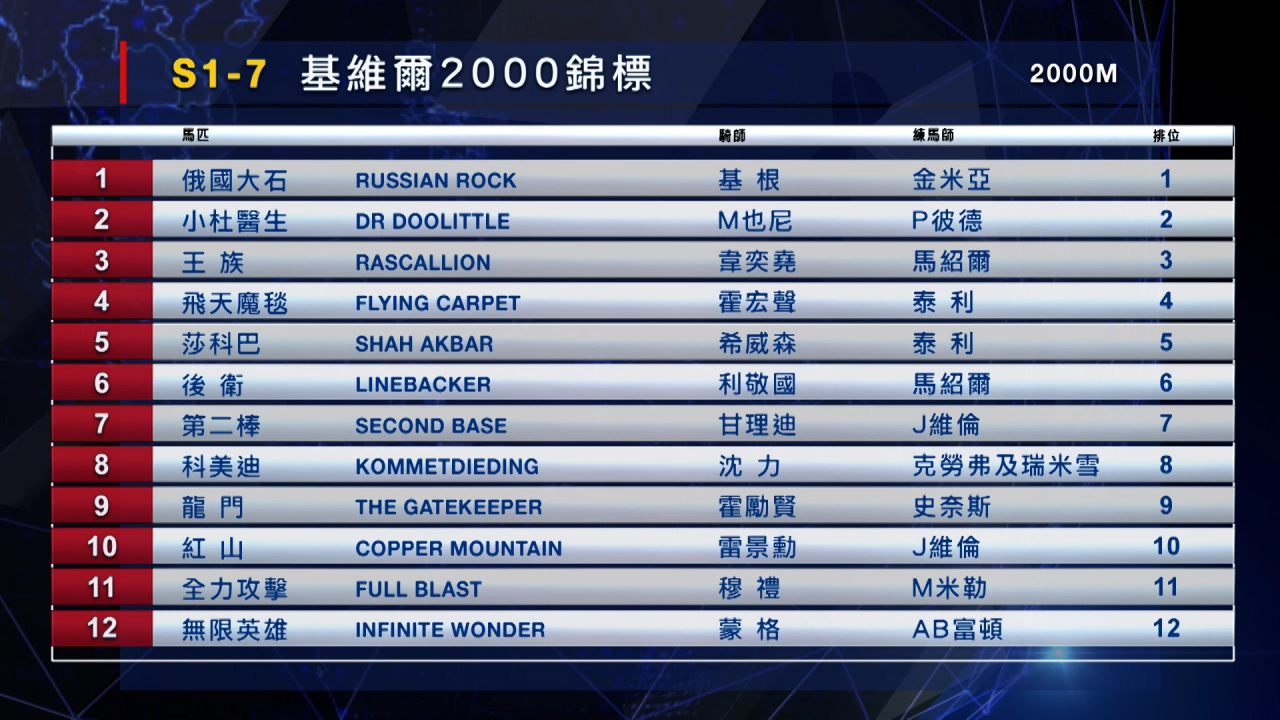 S1-7 基維爾2000錦標 2000M
馬匹 騎師 練馬師 排位
1 俄國大石 RUSSIAN ROCK 基 根 金米亞 1
2 小杜醫生 DR DOOLITTLE M也尼 P彼德 2
3 王 族 RASCALLION 韋奕堯 馬紹爾 3
4 飛天魔毯 FLYING CARPET 霍宏聲 泰 利 4
5 莎科巴 SHAH AKBAR 希威森 泰 利 5
6 後 衛 LINEBACKER 利敬國 馬紹爾 6
7 第二棒 SECOND BASE 甘理迪 J維倫 7
8 科美迪 KOMMETDIEDING 沈 力 克勞弗及瑞米雪 8
9 龍 門 THE GATEKEEPER 霍勵賢 史奈斯 9
10 紅 山 COPPER MOUNTAIN 雷景勳 J維倫 10
11 全力攻擊 FULL BLAST 穆 禮 M米勒 11
12 無限英雄 INFINITE WONDER 蒙 格 AB富頓 12